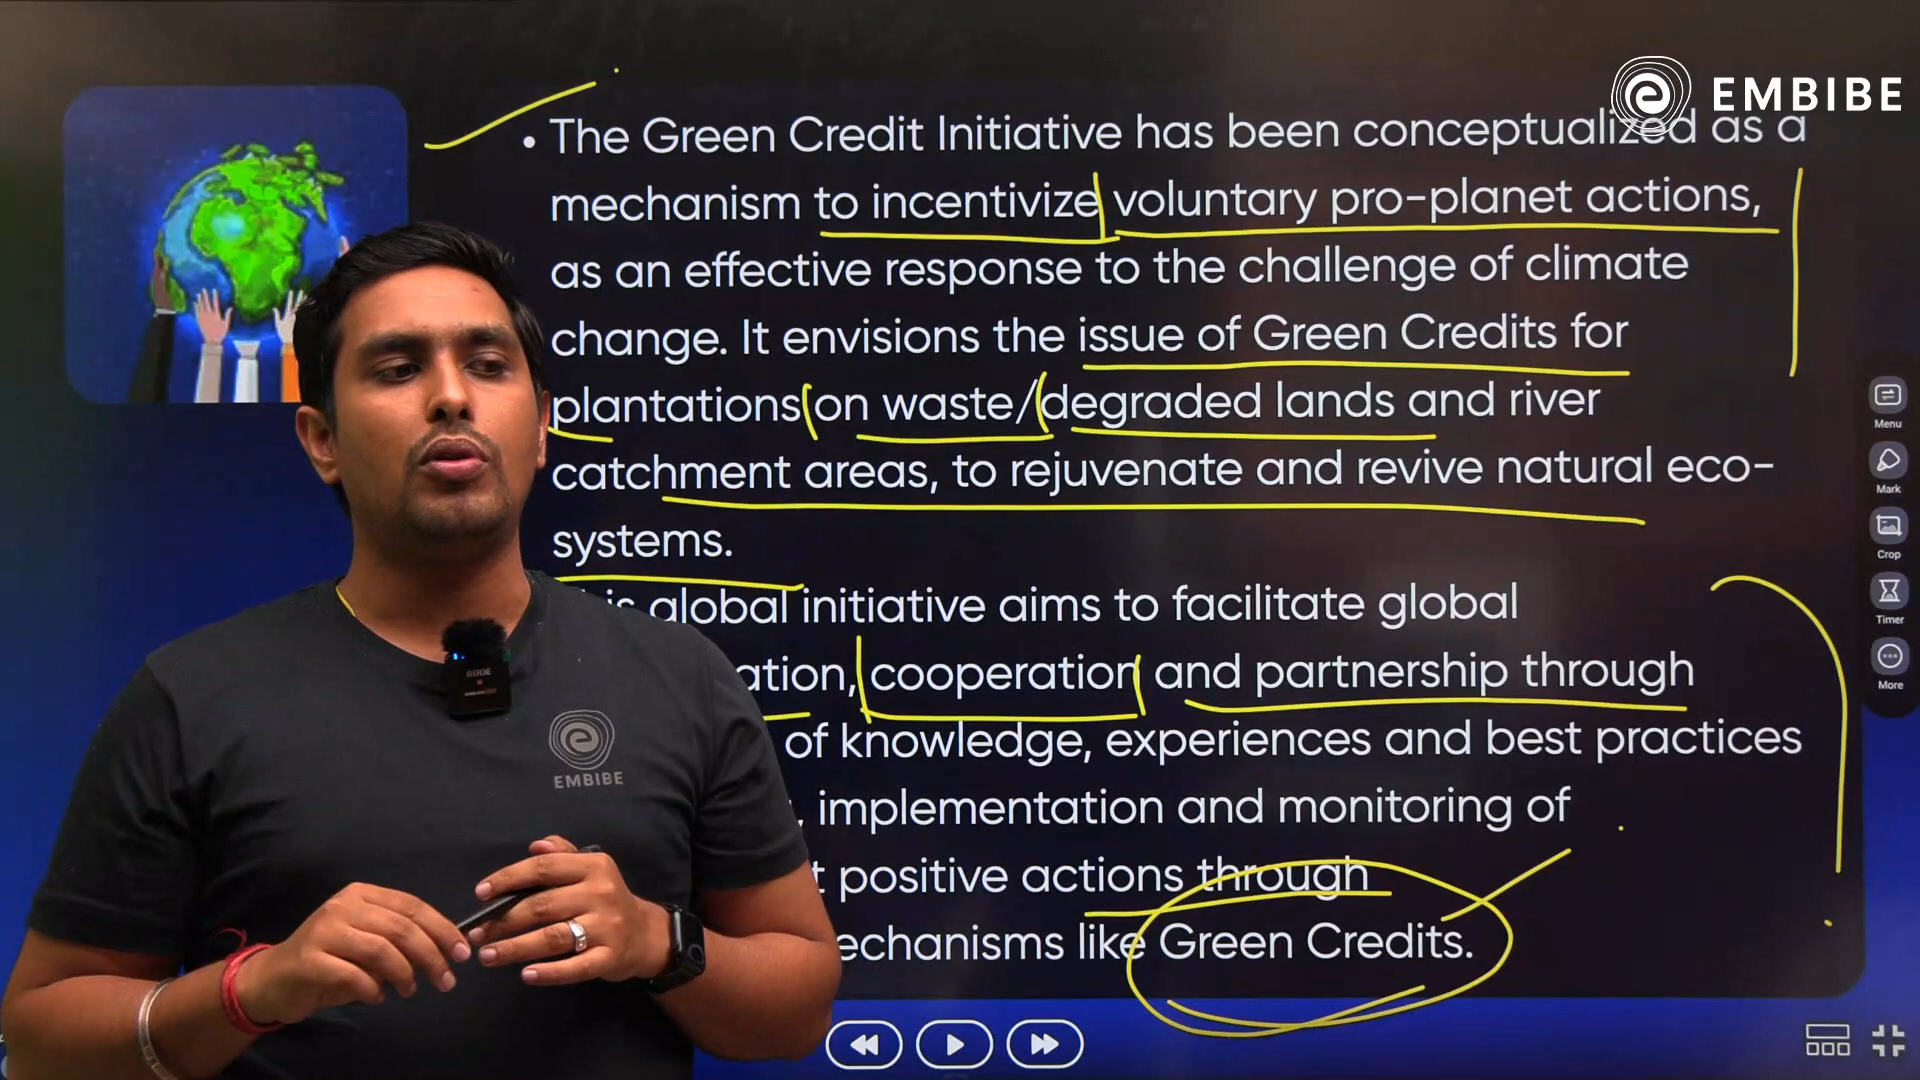 EMBIBE
• The Green Credit Initiative has been conceptualized as a
mechanism to incentivize voluntary pro-planet actions,
as an effective response to the challenge of climate
change. It envisions the issue of Green Credits for
plantations on waste/degraded lands and river
catchment areas, to rejuvenate and revive natural eco-
systems.
global initiative aims to facilitate global
cooperation and partnership through
of knowledge, experiences and best practices
implementation and monitoring of
positive actions through
like Green Credits.
Menu
Mark
Crop
Timer
More
RODE
EMBIBE